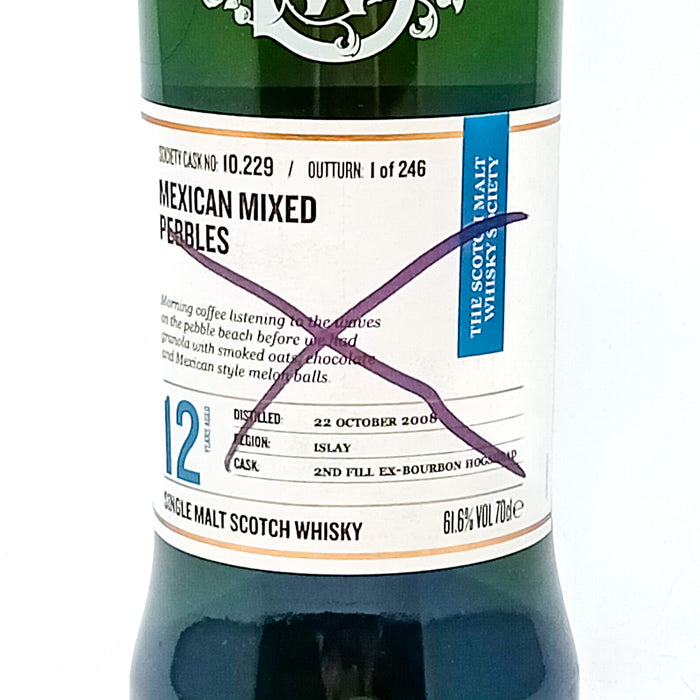 SOCIETY CASK NO: 10.229 / OUTTURN: 1 of 246
MEXICAN MIXED
PEBBLES
THE SCOTCH MALT
WHISKY SOCIETY
Morning coffee listening to the waves
on the pebble beach before we had
granola with smoked oats, chocolate
and Mexican style melon balls.
12 YEARS AGED
DISTILLED: 22 OCTOBER 2008
REGION: ISLAY
CASK: 2ND FILL EX-BOURBON HOGSHEAD
SINGLE MALT SCOTCH WHISKY
61.6% VOL 70cl e